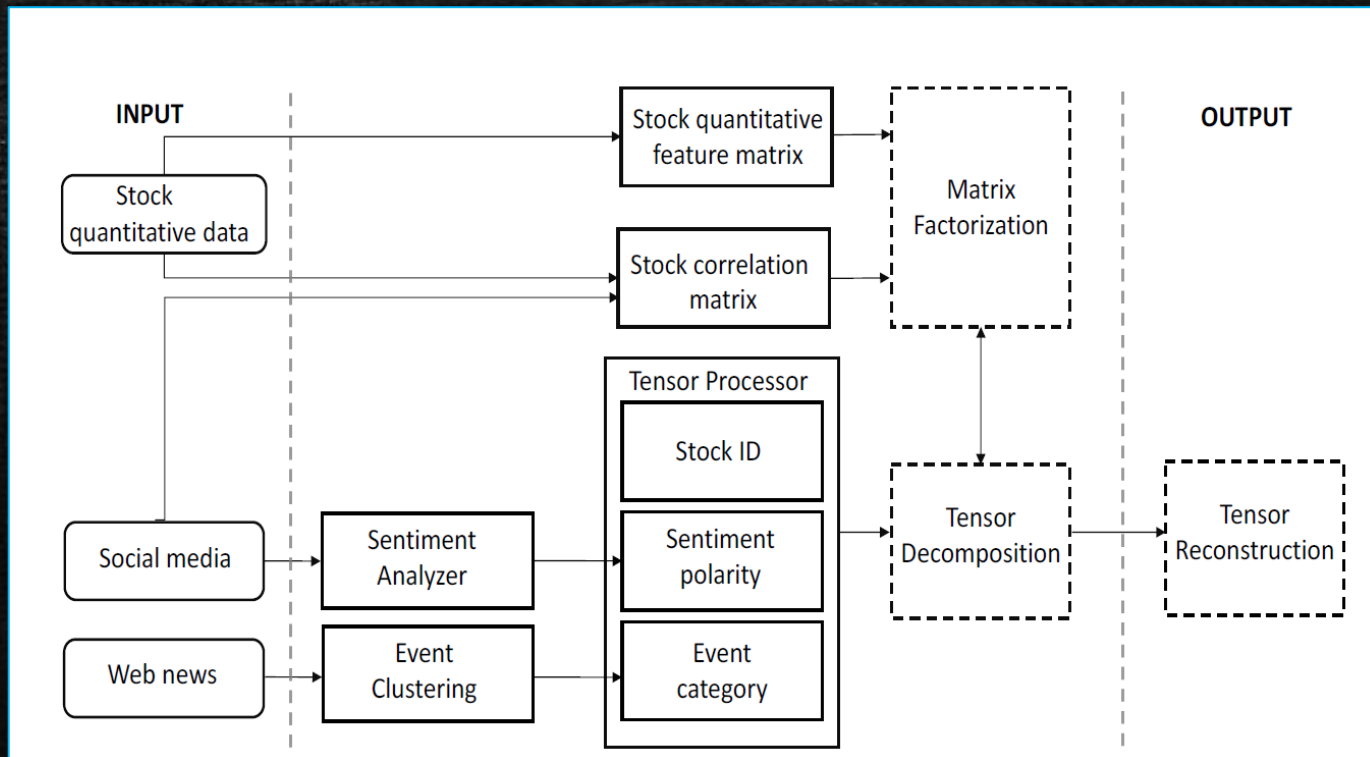 INPUT
OUTPUT
Stock
quantitative data
Stock quantitative
feature matrix
Matrix
Factorization
Stock correlation
matrix
Tensor Processor
Stock ID
Social media
Sentiment
Analyzer
Sentiment
polarity
Tensor
Decomposition
Tensor
Reconstruction
Web news
Event
Clustering
Event
category